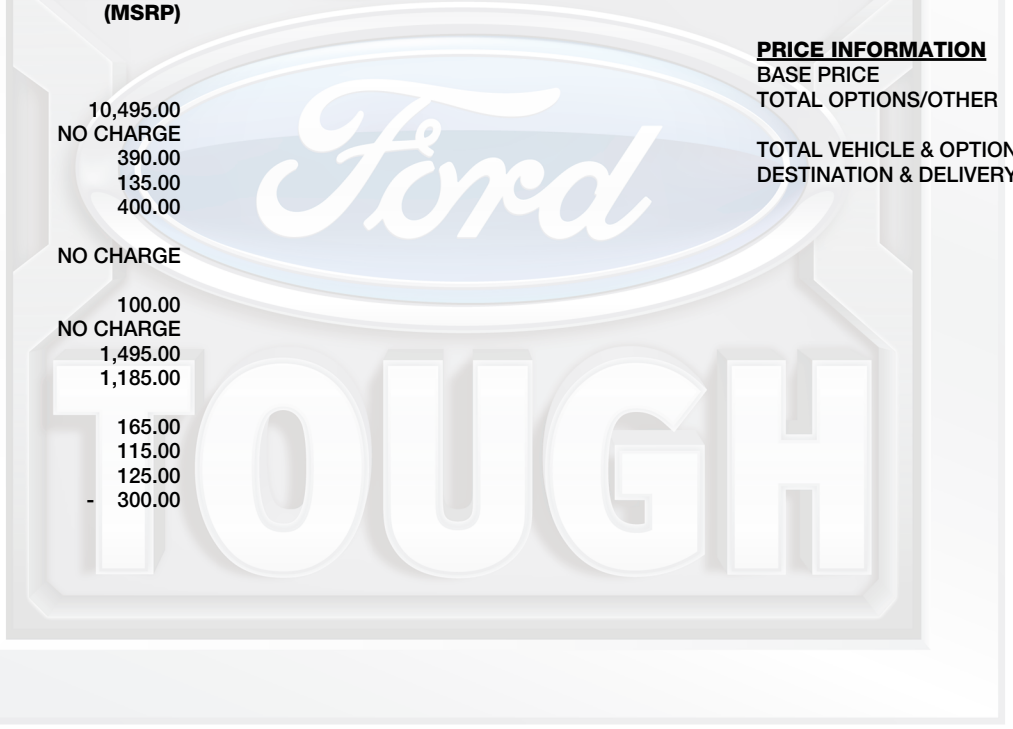 (MSRP)
10,495.00
NO CHARGE
390.00
135.00
400.00
NO CHARGE
100.00
NO CHARGE
1,495.00
1,185.00
165.00
115.00
125.00
- 300.00
PRICE INFORMATION
BASE PRICE
TOTAL OPTIONS/OTHER
TOTAL VEHICLE & OPTION
DESTINATION & DELIVERY
Ford
TOUGH